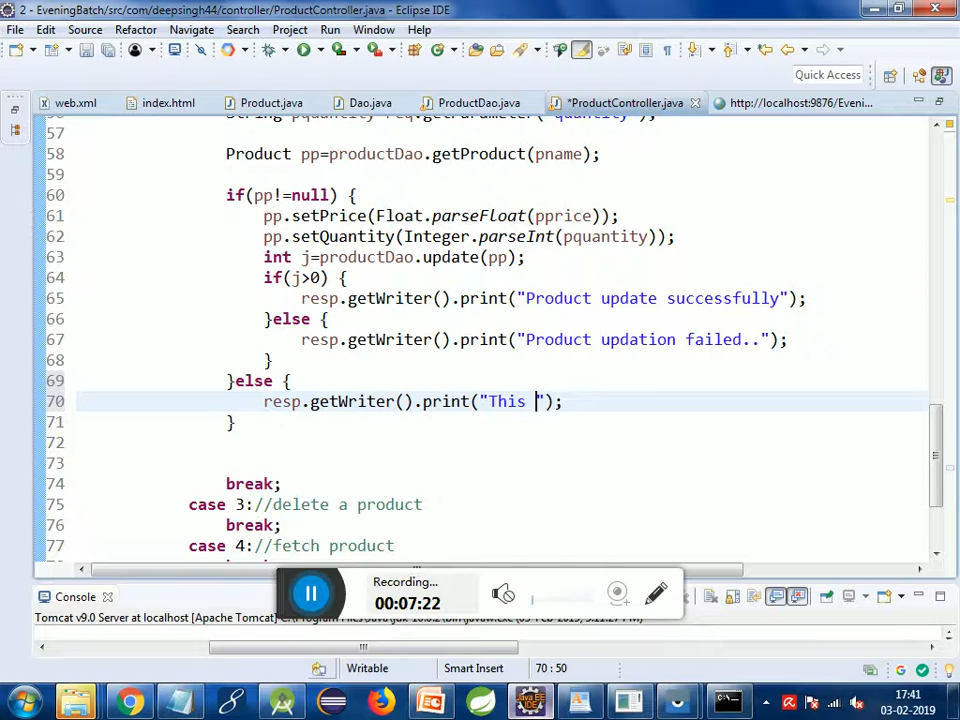 2 - EveningBatch/src/com/deepsingh44/controller/ProductController.java - Eclipse IDE
File Edit Source Refactor Navigate Search Project Run Window Help
Quick Access
web.xml index.html Product.java Dao.java ProductDao.java *ProductController.java http://localhost:9876/Eveni...
56 String pquantity=req.getParameter("quantity");
57
58 Product pp=productDao.getProduct(pname);
59
60 if(pp!=null) {
61 pp.setPrice(Float.parseFloat(pprice));
62 pp.setQuantity(Integer.parseInt(pquantity));
63 int j=productDao.update(pp);
64 if(j>0) {
65 resp.getWriter().print("Product update successfully");
66 }else {
67 resp.getWriter().print("Product updation failed..");
68 }
69 }else {
70 resp.getWriter().print("This ");
71 }
72
73
74 break;
75 case 3://delete a product
76 break;
77 case 4://fetch product
Recording...
00:07:22
Console
Tomcat v9.0 Server at localhost [Apache Tomcat]
Writable Smart Insert 70 : 50
17:41
03-02-2019